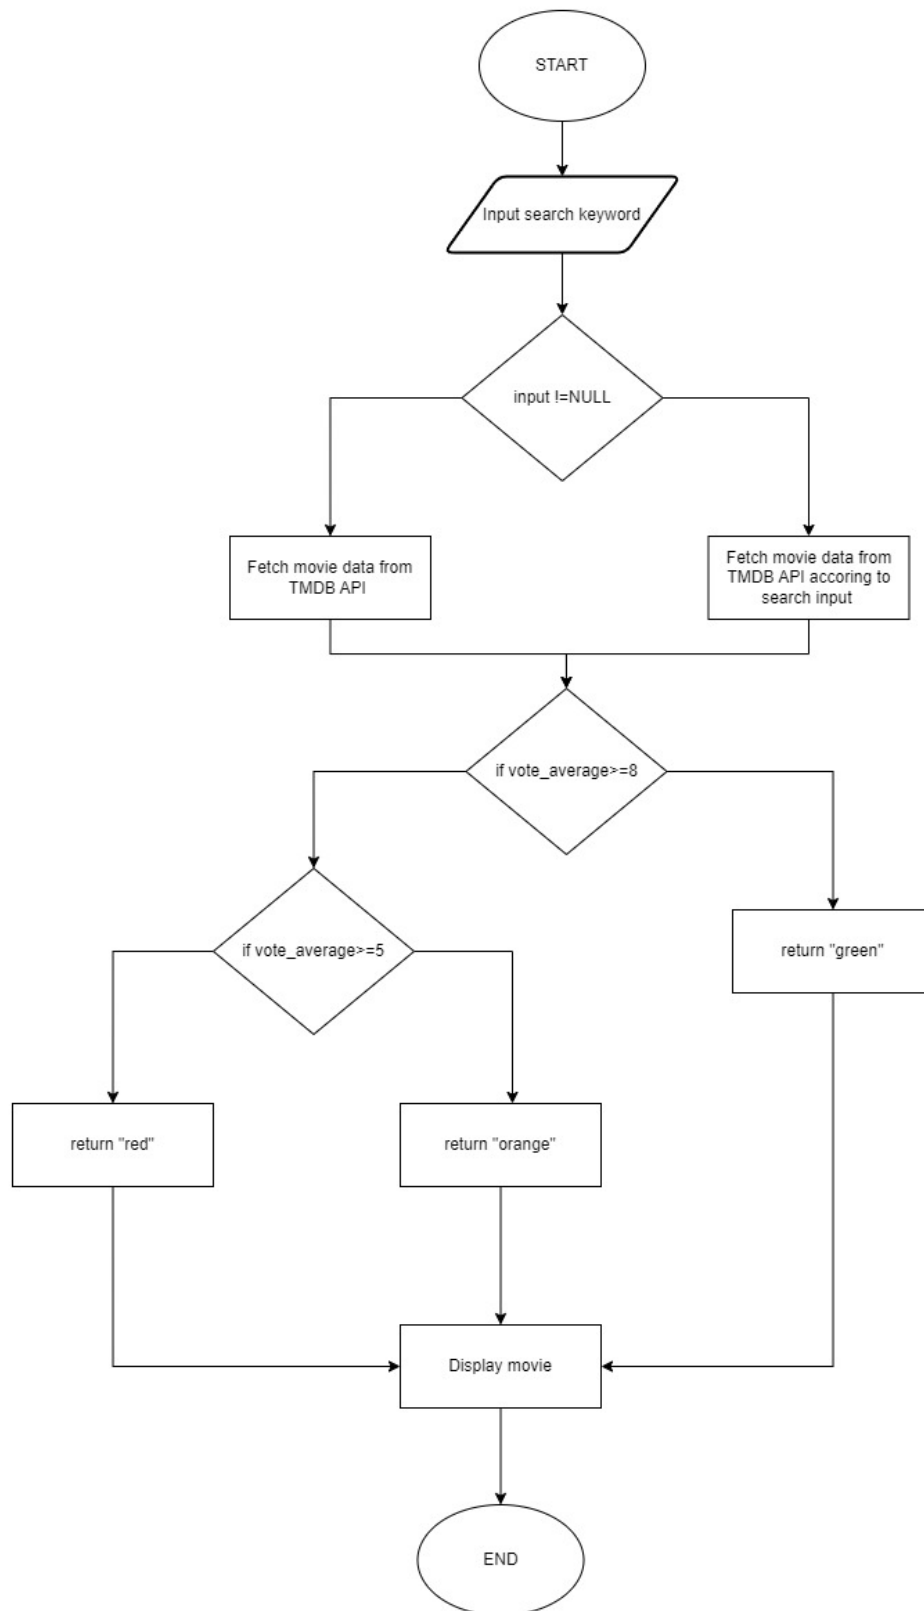 START
Input search keyword
input !=NULL
Fetch movie data from
TMDB API
Fetch movie data from
TMDB API accoring to
search input
if vote_average>=8
if vote_average>=5
return "green"
return "red"
return "orange"
Display movie
END